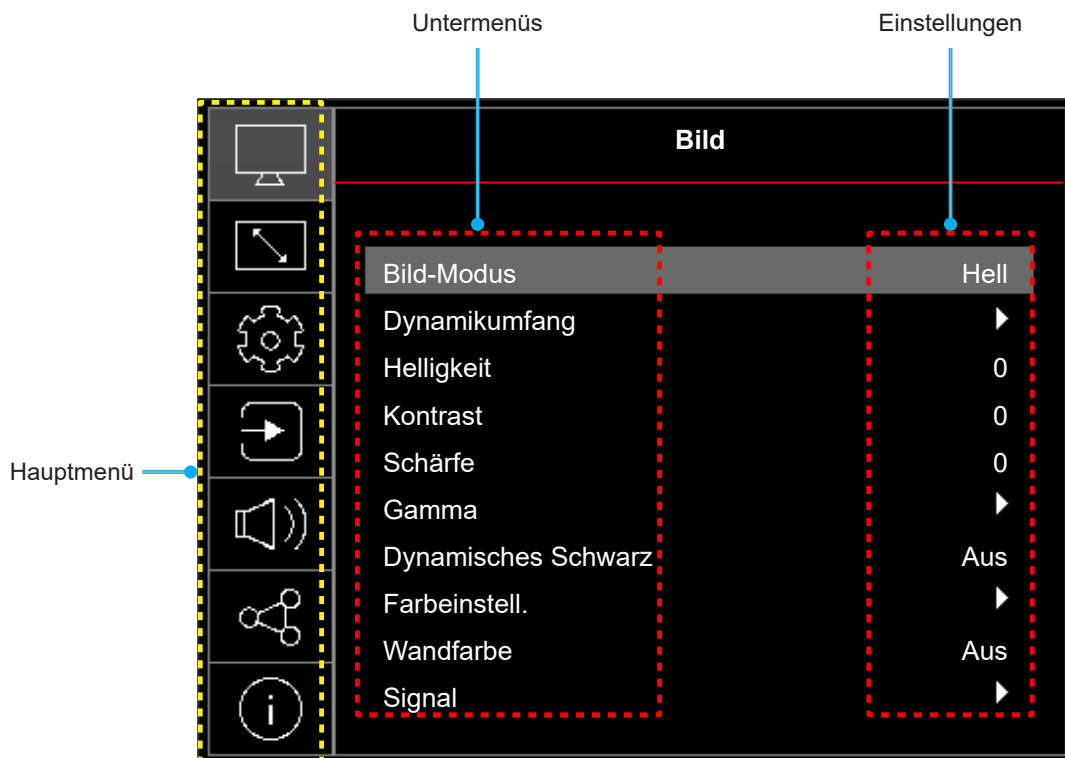 Untermenüs Einstellungen
Bild
Bild-Modus Hell
Dynamikumfang
Helligkeit 0
Kontrast 0
Schärfe 0
Hauptmenü
Gamma
Dynamisches Schwarz Aus
Farbeinstell.
Wandfarbe Aus
Signal
i